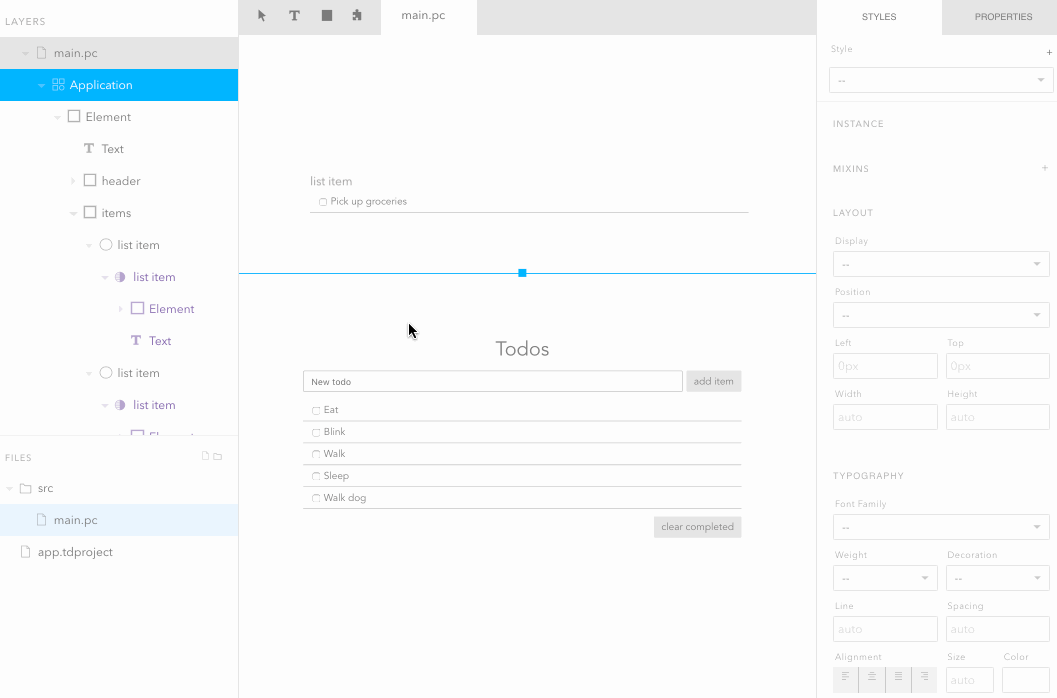 LAYERS
main.pc
Application
Element
Text
header
items
list item
list item
Element
Text
list item
list item
FILES
src
main.pc
app.tdproject
T
main.pc
list item
Pick up groceries
Todos
New todo
add item
Eat
Blink
Walk
Sleep
Walk dog
clear completed
STYLES PROPERTIES
Style +
--
INSTANCE
MIXINS +
LAYOUT
Display
--
Position
--
Left Top
0px 0px
Width Height
auto auto
TYPOGRAPHY
Font Family
--
Weight Decoration
-- --
Line Spacing
auto auto
Alignment Size Color
auto